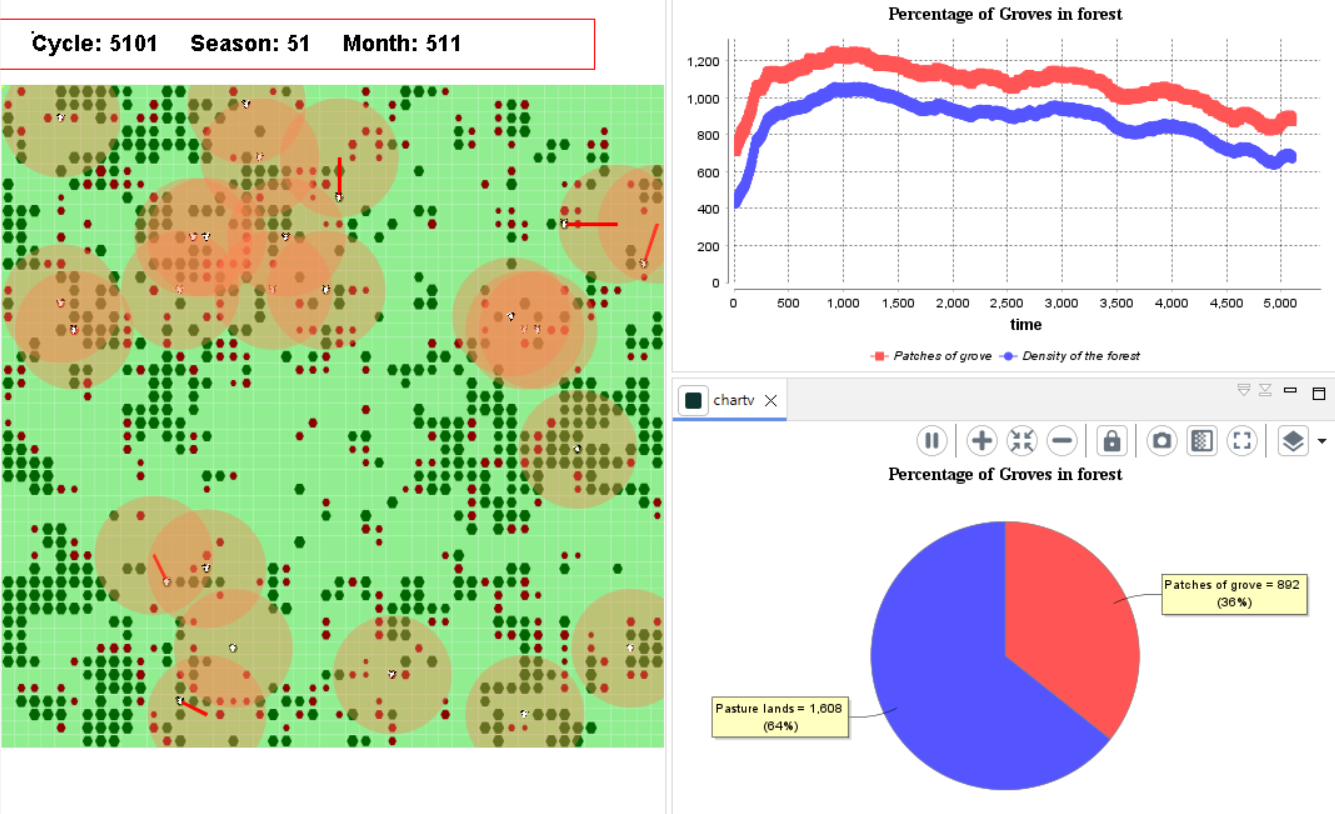 Cycle: 5101 Season: 51 Month: 511
Percentage of Groves in forest
1,200
1,000
800
600
400
200
0
0 500 1,000 1,500 2,000 2,500 3,000 3,500 4,000 4,500 5,000
time
Patches of grove Density of the forest
chartv
Percentage of Groves in forest
Patches of grove = 892
(36%)
Pasture lands = 1,608
(64%)